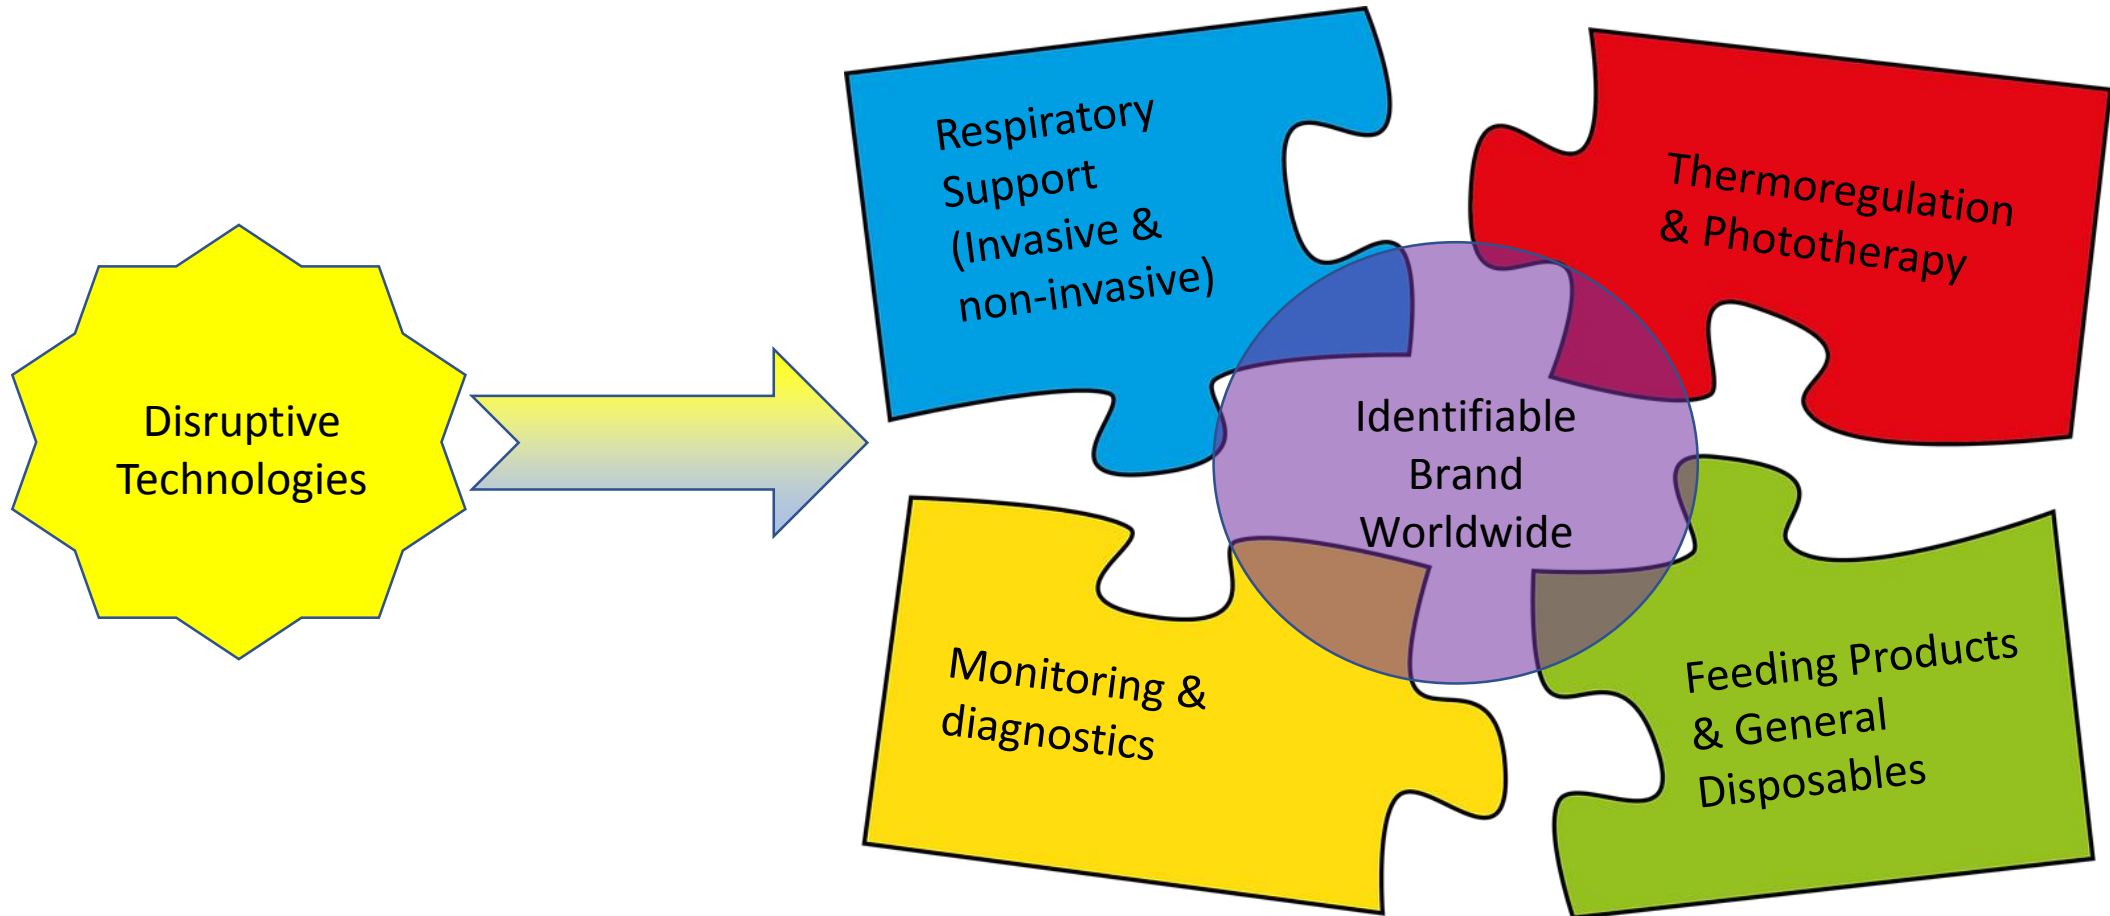 Disruptive
Technologies
Respiratory
Support
(Invasive &
non-invasive)
Thermoregulation
& Phototherapy
Identifiable
Brand
Worldwide
Monitoring &
diagnostics
Feeding Products
& General
Disposables